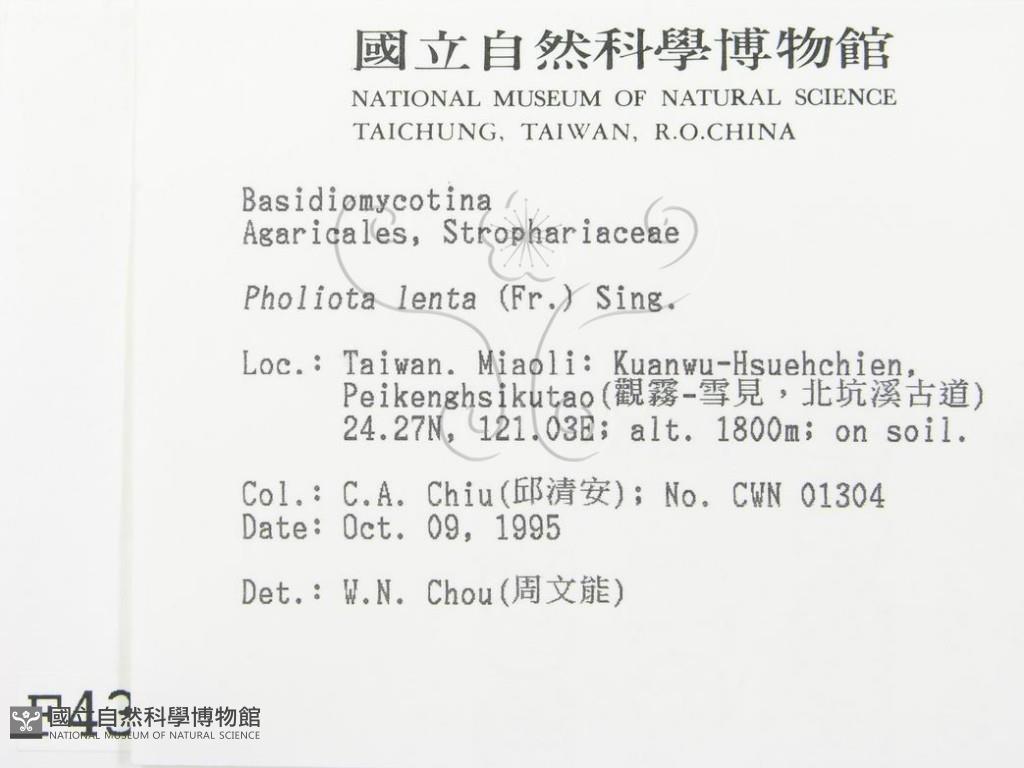 國立自然科學博物館
NATIONAL MUSEUM OF NATURAL SCIENCE
TAICHUNG, TAIWAN, R.O.CHINA
Basidiomycotina
Agaricales, Strophariaceae
Pholiota lenta (Fr.) Sing.
Loc.: Taiwan. Miaoli: Kuanwu-Hsuehchien,
Peikenghsikutao(觀霧-雪見，北坑溪古道)
24.27N, 121.03E; alt. 1800m; on soil.
Col.: C.A. Chiu(邱清安); No. CWN 01304
Date: Oct. 09, 1995
Det.: W.N. Chou(周文能)
國立自然科學博物館
NATIONAL MUSEUM OF NATURAL SCIENCE